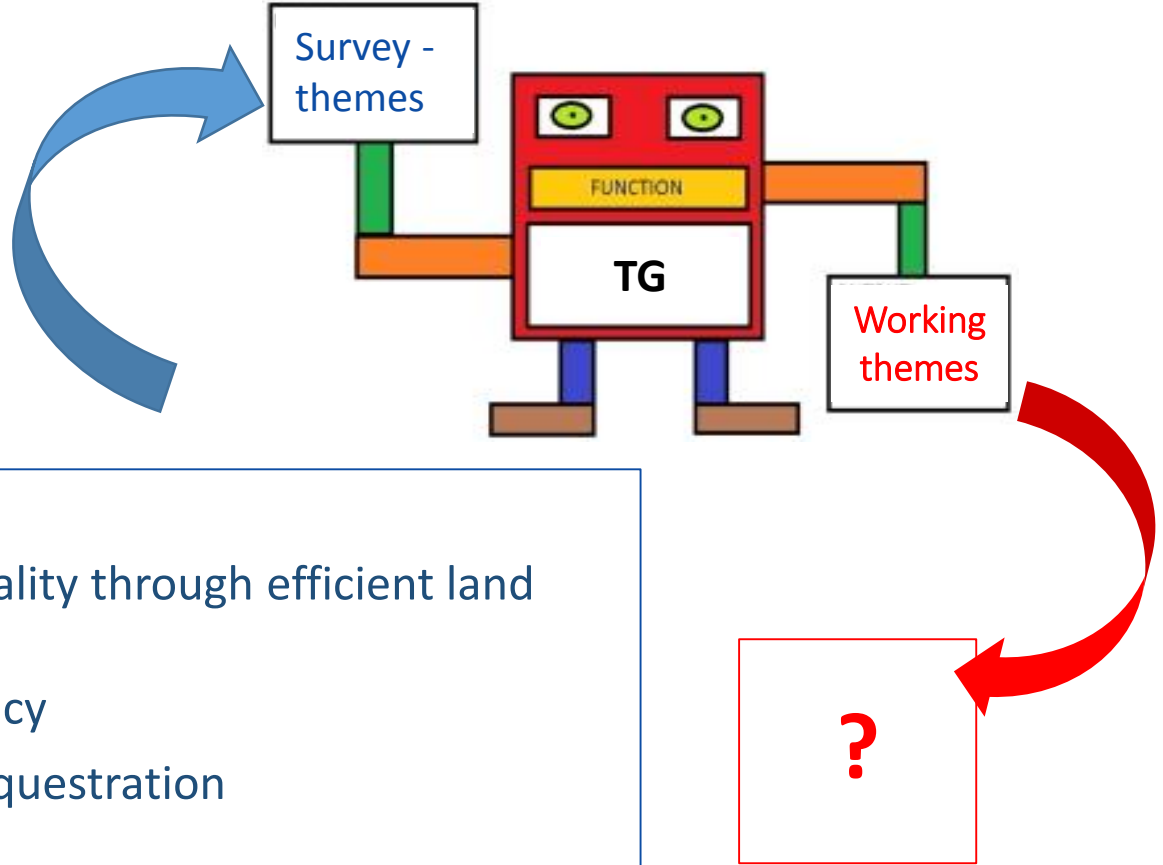 Survey -
themes
FUNCTION
TG
Working
themes
ality through efficient land
cy
questration
?